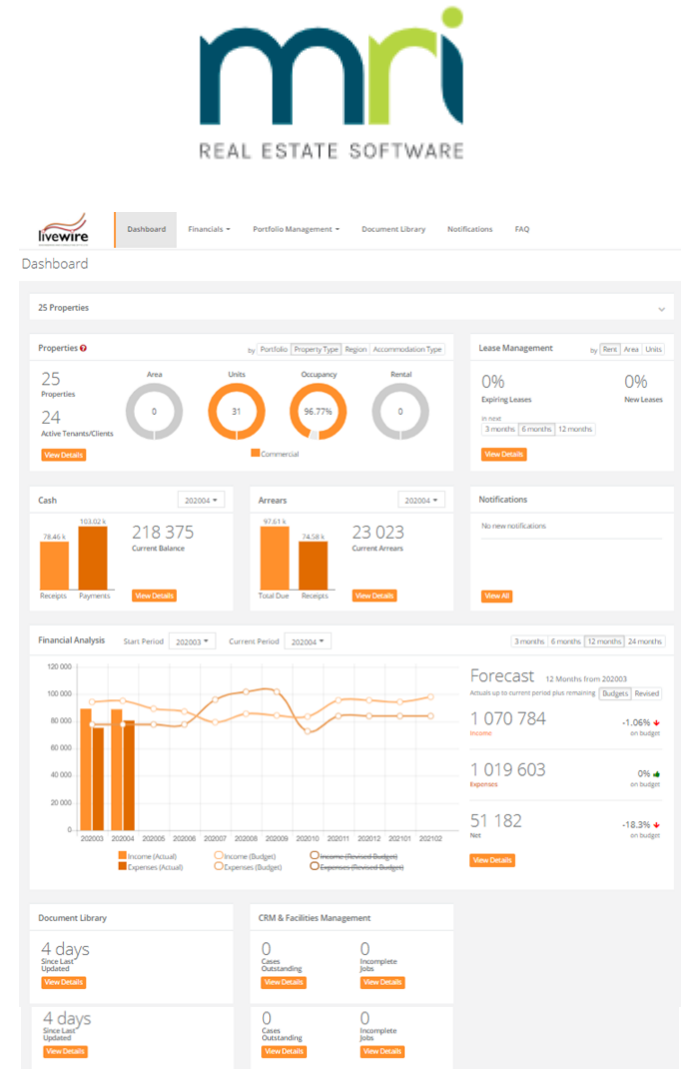 mri
REAL ESTATE SOFTWARE
livewire
Dashboard Financials Portfolio Management Document Library Notifications FAQ
Dashboard
25 Properties
Properties by Portfolio Property Type Region Accommodation Type
25
Properties
24
Active Tenants/Clients
View Details
Area
0
Units
31
Occupancy
96.77%
Rental
0
Commercial
Lease Management by Rent Area Units
0%
Expiring Leases
0%
New Leases
in next
3 months 6 months 12 months
View Details
Cash 202004
78.46 k
103.02 k
Receipts Payments
218 375
Current Balance
View Details
Arrears 202004
97.61 k
74.58 k
Total Due Receipts
23 023
Current Arrears
View Details
Notifications
No new notifications
View All
Financial Analysis Start Period 202003 Current Period 202004 3 months 6 months 12 months 24 months
120 000
100 000
80 000
60 000
40 000
20 000
0
202003 202004 202005 202006 202007 202008 202009 202010 202011 202012 202101 202102
Income (Actual) Income (Budget) Income (Revised Budget)
Expenses (Actual) Expenses (Budget) Expenses (Revised Budget)
Forecast 12 Months from 202003
Actuals up to current period plus remaining Budgets Revised
1 070 784
Income
-1.06%
on budget
1 019 603
Expenses
0%
on budget
51 182
Net
-18.3%
on budget
View Details
Document Library
4 days
Since Last
Updated
View Details
CRM & Facilities Management
0
Cases
Outstanding
View Details
0
Incomplete
Jobs
View Details
4 days
Since Last
Updated
View Details
0
Cases
Outstanding
View Details
0
Incomplete
Jobs
View Details